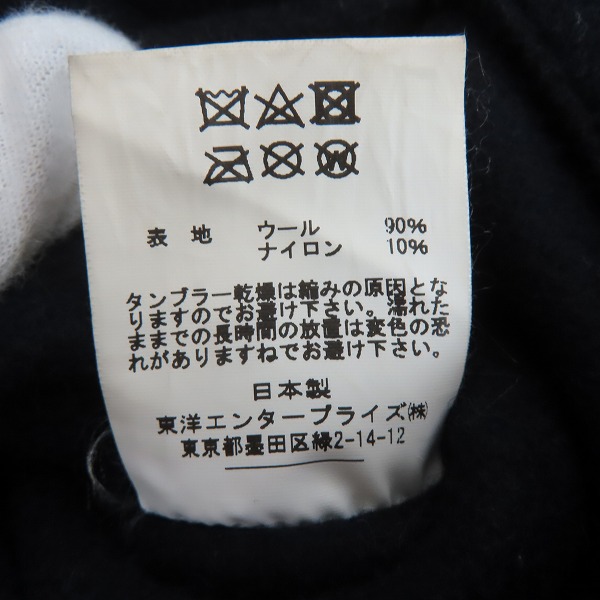 表地 ウール 90%
ナイロン 10%
タンブラー乾燥は縮みの原因とな
りますのでお避け下さい。濡れた
ままでの長時間の放置は変色の恐
れがありますねでお避け下さい。
日本製
東洋エンタープライズ㈱
東京都墨田区緑2-14-12